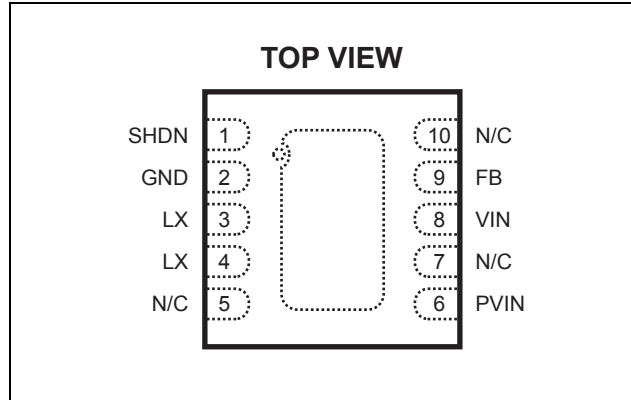 TOP VIEW
SHDN 1 10 N/C
GND 2 9 FB
LX 3 8 VIN
LX 4 7 N/C
N/C 5 6 PVIN